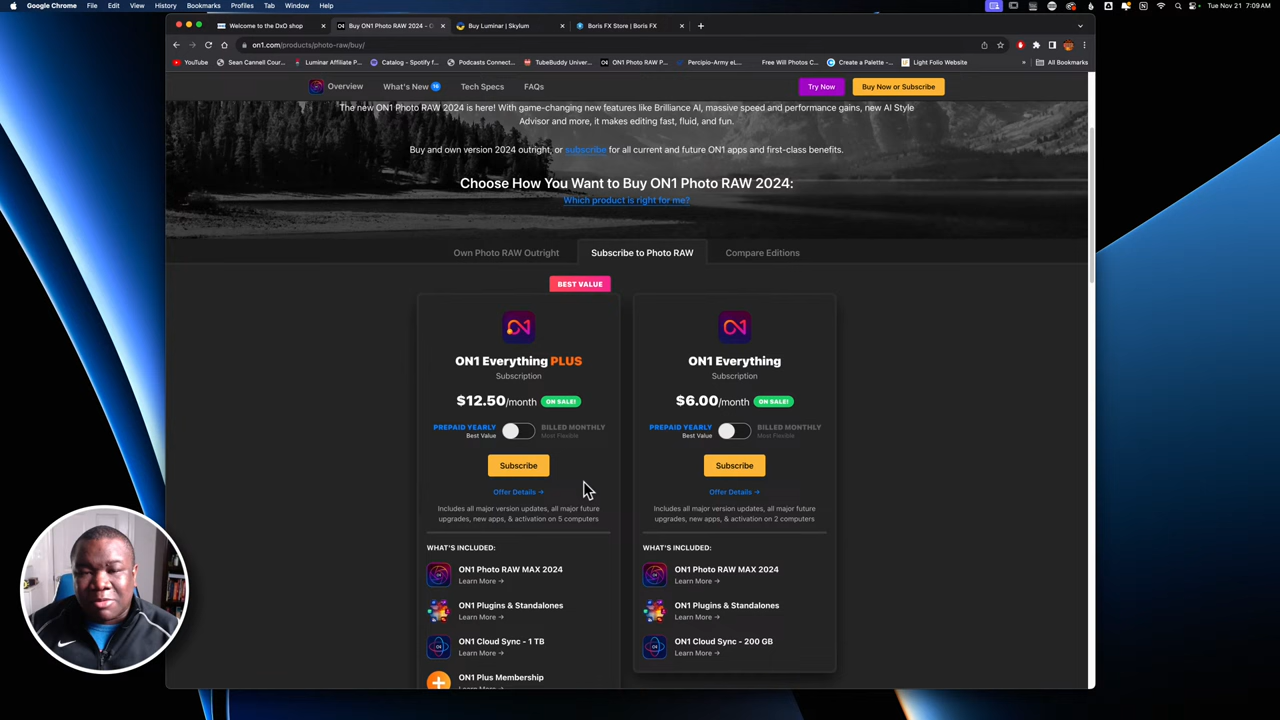 Google Chrome File Edit View History Bookmarks Profiles Tab Window Help Tue Nov 21 7:09 AM
Welcome to the DxO shop × Buy ON1 Photo RAW 2024 – × Buy Luminar | Skylum × Boris FX Store | Boris FX × +
on1.com/products/photo-raw/buy/
YouTube Sean Cannell Cour... Luminar Affiliate P... Catalog - Spotify f... Podcasts Connect... TubeBuddy Univer... ON1 Photo RAW P... Percipio-Army eL... Free Will Photos C... Create a Palette -... Light Folio Website » All Bookmarks
Overview What's New Tech Specs FAQs Try Now Buy Now or Subscribe
The new ON1 Photo RAW 2024 is here! With game-changing new features like Brilliance AI, massive speed and performance gains, new AI Style
Advisor and more, it makes editing fast, fluid, and fun.
Buy and own version 2024 outright, or subscribe for all current and future ON1 apps and first-class benefits.
Choose How You Want to Buy ON1 Photo RAW 2024:
Which product is right for me?
Own Photo RAW Outright Subscribe to Photo RAW Compare Editions
BEST VALUE
ON1 Everything PLUS
Subscription
$12.50/month ON SALE!
PREPAID YEARLY BILLED MONTHLY
Best Value Most Flexible
Subscribe
Offer Details →
Includes all major version updates, all major future
upgrades, new apps, & activation on 5 computers
WHAT'S INCLUDED:
ON1 Photo RAW MAX 2024
Learn More →
ON1 Plugins & Standalones
Learn More →
ON1 Cloud Sync - 1 TB
Learn More →
ON1 Plus Membership
Learn More →
ON1 Everything
Subscription
$6.00/month ON SALE!
PREPAID YEARLY BILLED MONTHLY
Best Value Most Flexible
Subscribe
Offer Details →
Includes all major version updates, all major future
upgrades, new apps, & activation on 2 computers
WHAT'S INCLUDED:
ON1 Photo RAW MAX 2024
Learn More →
ON1 Plugins & Standalones
Learn More →
ON1 Cloud Sync - 200 GB
Learn More →